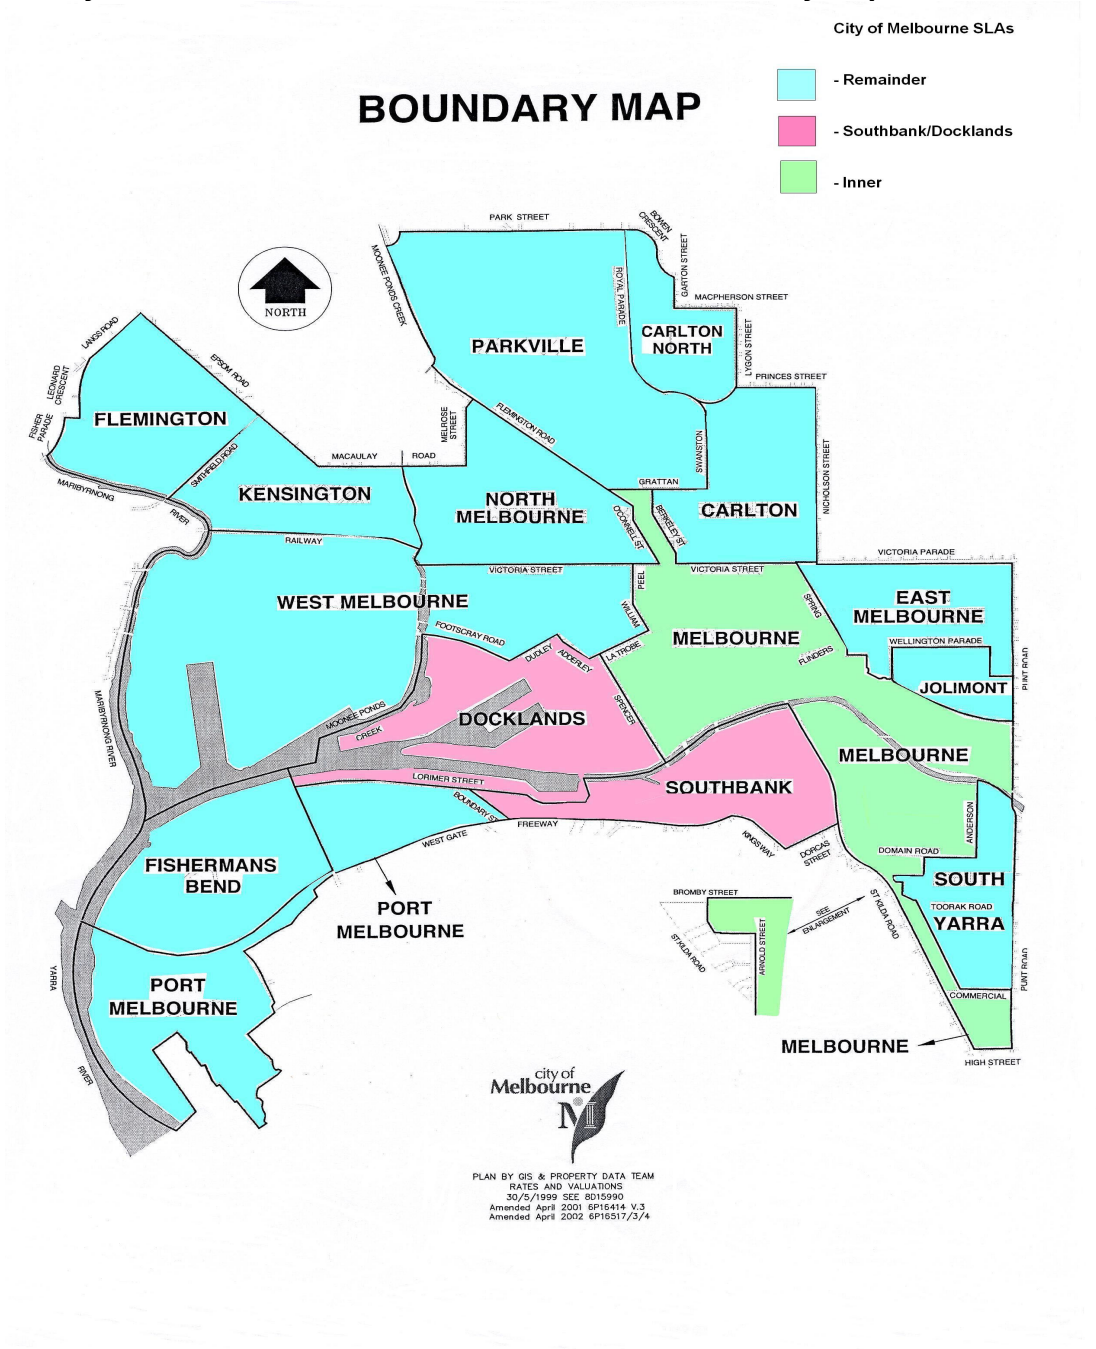 City of Melbourne SLAs
- Remainder
BOUNDARY MAP
- Southbank/Docklands
- Inner
PARK STREET
BOWEN
CRESCENT
GARTON STREET
MOONEE PONDS CREEK
ROYAL PARADE
MACPHERSON STREET
NORTH
LANGS ROAD
CARLTON
NORTH
PARKVILLE
LYGON STREET
EPSOM ROAD
LEONARD
CRESCENT
PRINCES STREET
FISHER
PARADE
FLEMINGTON
MELROSE
STREET
FLEMINGTON ROAD
SWANSTON
NICHOLSON STREET
MACAULAY
ROAD
SMITHFIELD ROAD
GRATTAN
MARIBYRNONG
RIVER
KENSINGTON
NORTH
MELBOURNE
CARLTON
O'CONNELL ST
BERKELEY ST
RAILWAY
VICTORIA PARADE
VICTORIA STREET
PEEL
VICTORIA STREET
WEST MELBOURNE
WILLIAM
SPRING
EAST
MELBOURNE
FOOTSCRAY ROAD
MELBOURNE
WELLINGTON PARADE
DUDLEY
ADDERLEY
LA TROBE
FLINDERS
PUNT ROAD
JOLIMONT
MARIBYRNONG RIVER
MOONEE PONDS
CREEK
DOCKLANDS
SPENCER
MELBOURNE
LORIMER STREET
SOUTHBANK
BOUNDARY ST
ANDERSON
FREEWAY
WEST GATE
KINGSWAY
DORCAS
STREET
DOMAIN ROAD
FISHERMANS
BEND
SOUTH
YARRA
TOORAK ROAD
PORT
MELBOURNE
BROMBY STREET
SEE
ENLARGEMENT
ST KILDA ROAD
ST KILDA ROAD
ARNOLD STREET
YARRA
PUNT ROAD
PORT
MELBOURNE
COMMERCIAL
MELBOURNE
HIGH STREET
RIVER
city of
Melbourne
M
PLAN BY GIS & PROPERTY DATA TEAM
RATES AND VALUATIONS
30/5/1999 SEE 8D15990
Amended April 2001 6P16414 V.3
Amended April 2002 6P16517/3/4